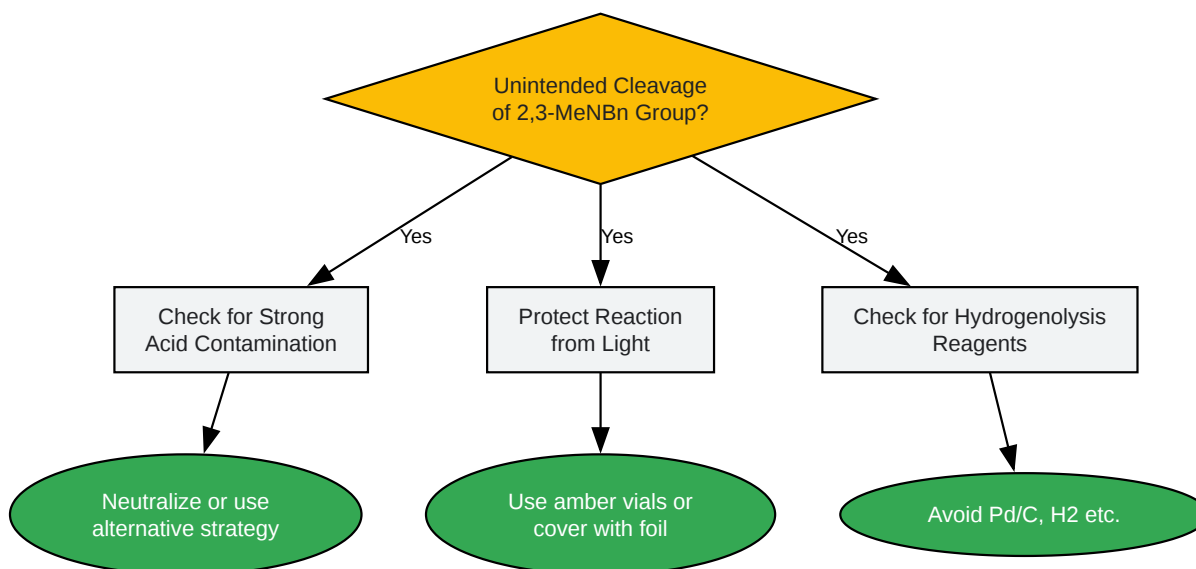 Unintended Cleavage
of 2,3-MeNBn Group?
Yes
Yes
Yes
Check for Strong
Acid Contamination
Protect Reaction
from Light
Check for Hydrogenolysis
Reagents
Neutralize or use
alternative strategy
Use amber vials or
cover with foil
Avoid Pd/C, H2 etc.